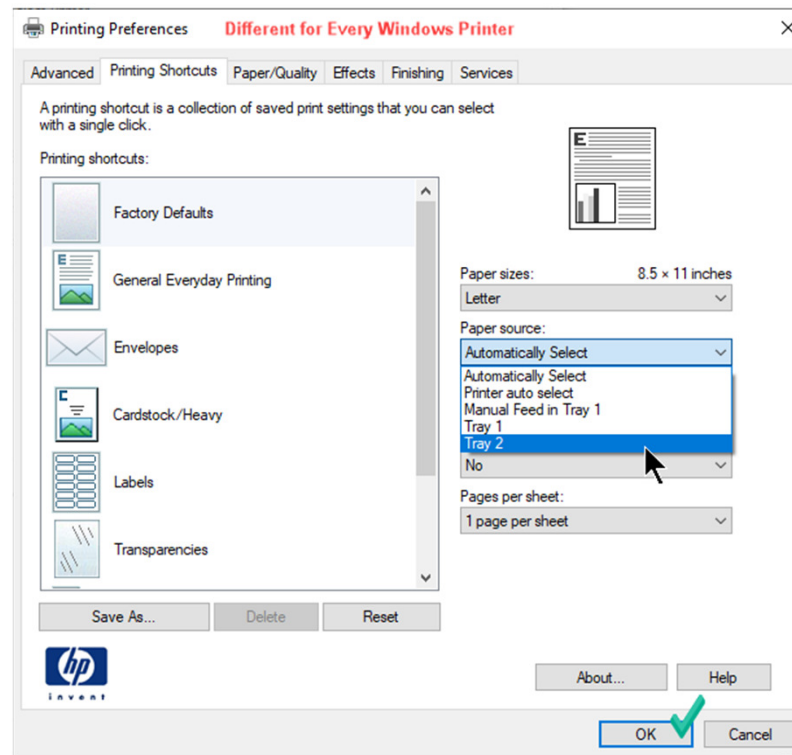 Printing Preferences Different for Every Windows Printer
Advanced Printing Shortcuts Paper/Quality Effects Finishing Services
A printing shortcut is a collection of saved print settings that you can select
with a single click.
Printing shortcuts:
Factory Defaults
General Everyday Printing
Envelopes
Cardstock/Heavy
Labels
Transparencies
Save As... Delete Reset
E
Paper sizes: 8.5 × 11 inches
Letter
Paper source:
Automatically Select
Automatically Select
Printer auto select
Manual Feed in Tray 1
Tray 1
Tray 2
No
Pages per sheet:
1 page per sheet
hp
invent
About... Help
OK Cancel